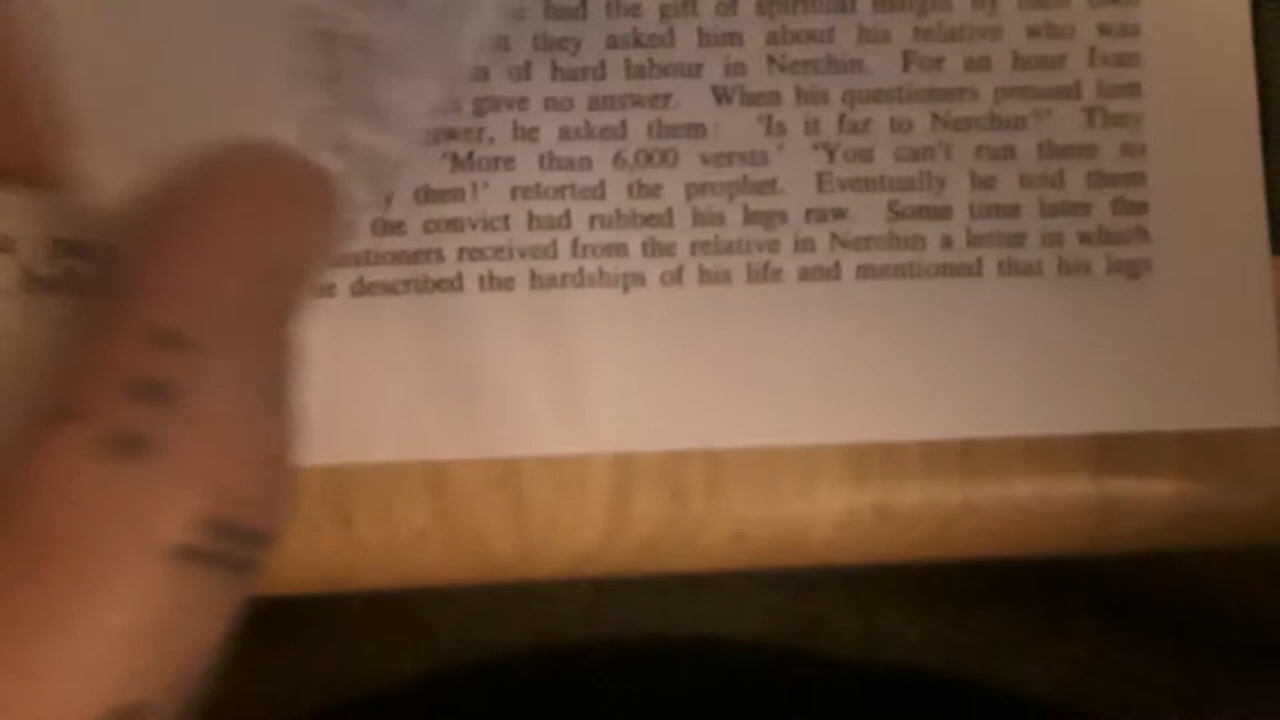 had the gift of spiritual insight by
they asked him about his relative who was
of hard labour in Nerchin. For an hour Ivan
gave no answer. When his questioners pressed him
he asked them: 'Is it far to Nerchin?' They
'More than 6,000 versts' 'You can't run there so
then!' retorted the prophet. Eventually he told them
the convict had rubbed his legs raw. Some time later the
received from the relative in Nerchin a letter in which
described the hardships of his life and mentioned that his legs